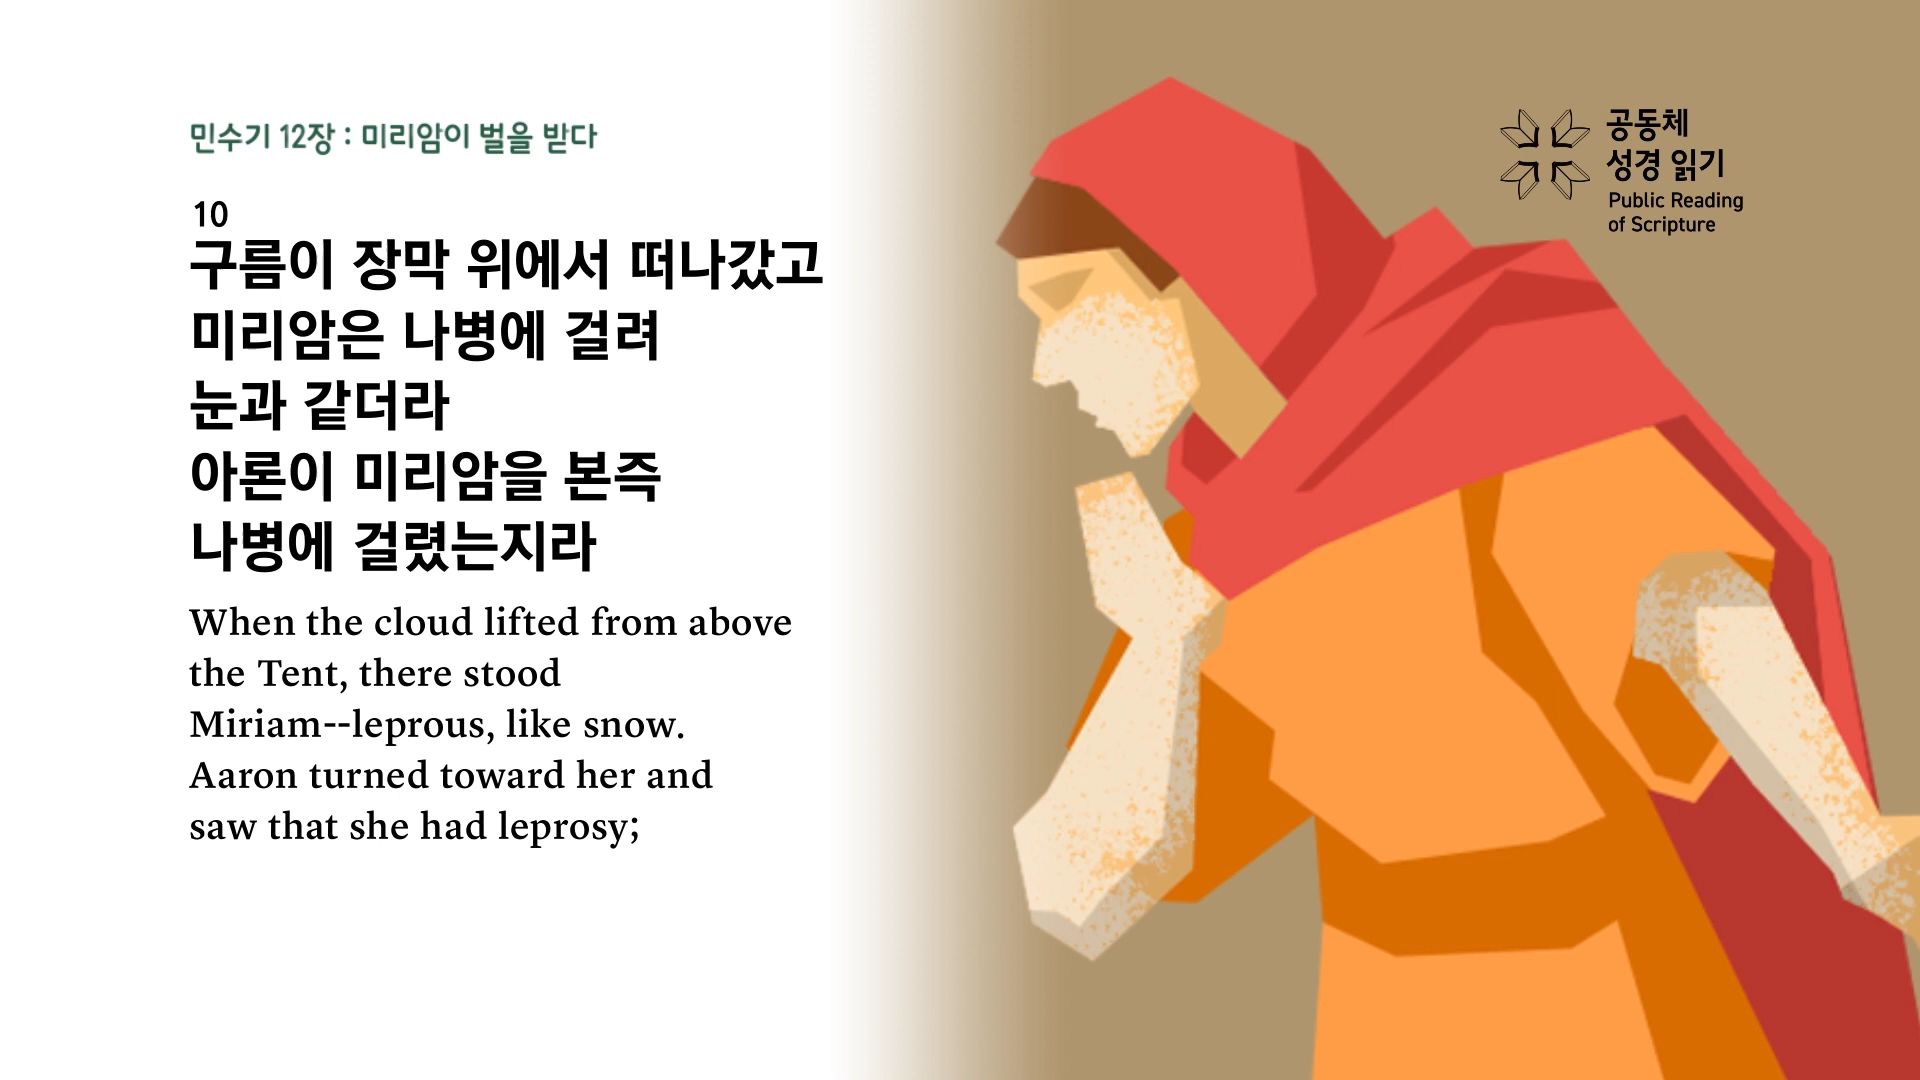 민수기 12장 : 미리암이 벌을 받다
10
구름이 장막 위에서 떠나갔고
미리암은 나병에 걸려
눈과 같더라
아론이 미리암을 본즉
나병에 걸렸는지라
When the cloud lifted from above
the Tent, there stood
Miriam--leprous, like snow.
Aaron turned toward her and
saw that she had leprosy;
공동체
성경 읽기
Public Reading
of Scripture